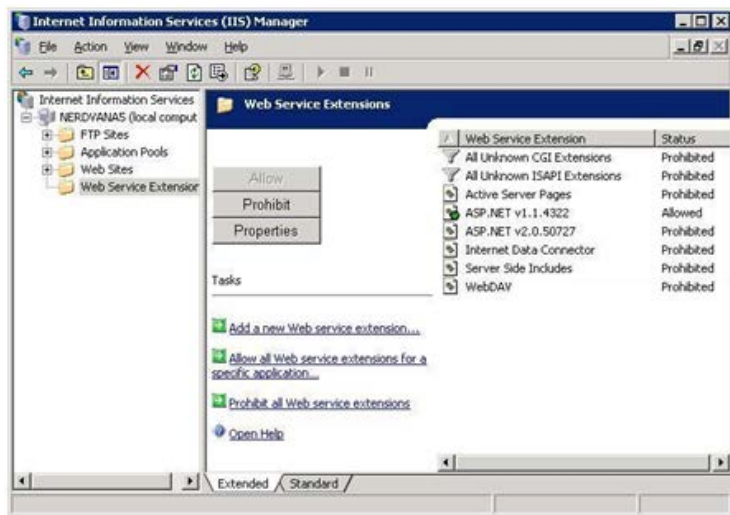 Internet Information Services (IIS) Manager
File Action View Window Help
Internet Information Services
NERDVANAS (local comput
FTP Sites
Application Pools
Web Sites
Web Service Extension
Web Service Extensions
Allow
Prohibit
Properties
Tasks
Add a new Web service extension...
Allow all Web service extensions for a
specific application...
Prohibit all Web service extensions
Open Help
Web Service Extension Status
All Unknown CGI Extensions Prohibited
All Unknown ISAPI Extensions Prohibited
Active Server Pages Prohibited
ASP.NET v1.1.4322 Allowed
ASP.NET v2.0.50727 Prohibited
Internet Data Connector Prohibited
Server Side Includes Prohibited
WebDAV Prohibited
Extended Standard